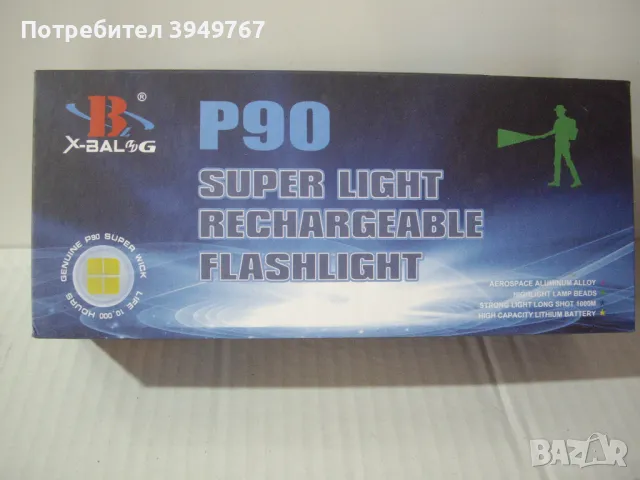 Потребител 3949767
B
®
X-BALOG
P90
SUPER LIGHT
RECHARGEABLE
FLASHLIGHT
GENUINE P90 SUPER WICK LIFE 10,000 HOURS
AEROSPACE ALUMINUM ALLOY
HIGHLIGHT LAMP BEADS
STRONG LIGHT LONG SHOT 1000M
HIGH CAPACITY LITHIUM BATTERY
BAZAR